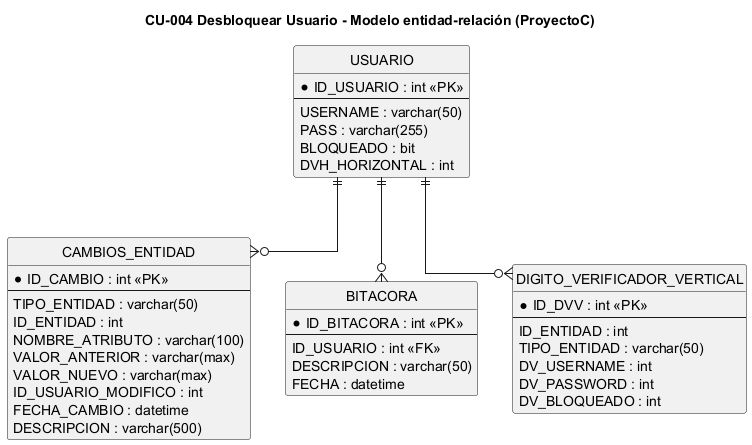 CU-004 Desbloquear Usuario - Modelo entidad-relación (ProyectoC)
USUARIO
ID_USUARIO : int «PK»
USERNAME : varchar(50)
PASS : varchar(255)
BLOQUEADO : bit
DVH_HORIZONTAL : int
CAMBIOS_ENTIDAD
ID_CAMBIO : int «PK»
TIPO_ENTIDAD : varchar(50)
ID_ENTIDAD : int
NOMBRE_ATRIBUTO : varchar(100)
VALOR_ANTERIOR : varchar(max)
VALOR_NUEVO : varchar(max)
ID_USUARIO_MODIFICO : int
FECHA_CAMBIO : datetime
DESCRIPCION : varchar(500)
BITACORA
ID_BITACORA : int «PK»
ID_USUARIO : int «FK»
DESCRIPCION : varchar(50)
FECHA : datetime
DIGITO_VERIFICADOR_VERTICAL
ID_DVV : int «PK»
ID_ENTIDAD : int
TIPO_ENTIDAD : varchar(50)
DV_USERNAME : int
DV_PASSWORD : int
DV_BLOQUEADO : int